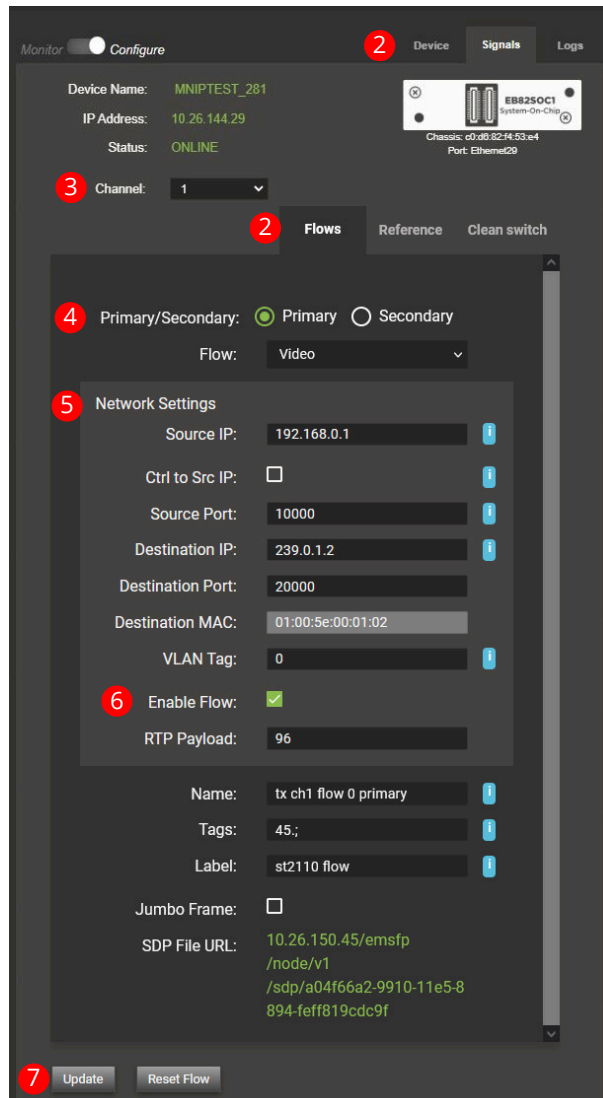 Monitor Configure
2 Device Signals Logs
Device Name: MNIPTEST_281
IP Address: 10.26.144.29
Status: ONLINE
EB82SOC1
System-On-Chip
Chassis: c0:d6:82:f4:53:e4
Port: Ethernet29
3 Channel: 1
2 Flows Reference Clean switch
4 Primary/Secondary: Primary Secondary
Flow: Video
5 Network Settings
Source IP: 192.168.0.1 i
Ctrl to Src IP: i
Source Port: 10000 i
Destination IP: 239.0.1.2 i
Destination Port: 20000
Destination MAC: 01:00:5e:00:01:02
VLAN Tag: 0 i
6 Enable Flow:
RTP Payload: 96
Name: tx ch1 flow 0 primary i
Tags: 45.; i
Label: st2110 flow i
Jumbo Frame:
SDP File URL: 10.26.150.45/emsfp
/node/v1
/sdp/a04f66a2-9910-11e5-8
894-feff819cdc9f
7 Update Reset Flow